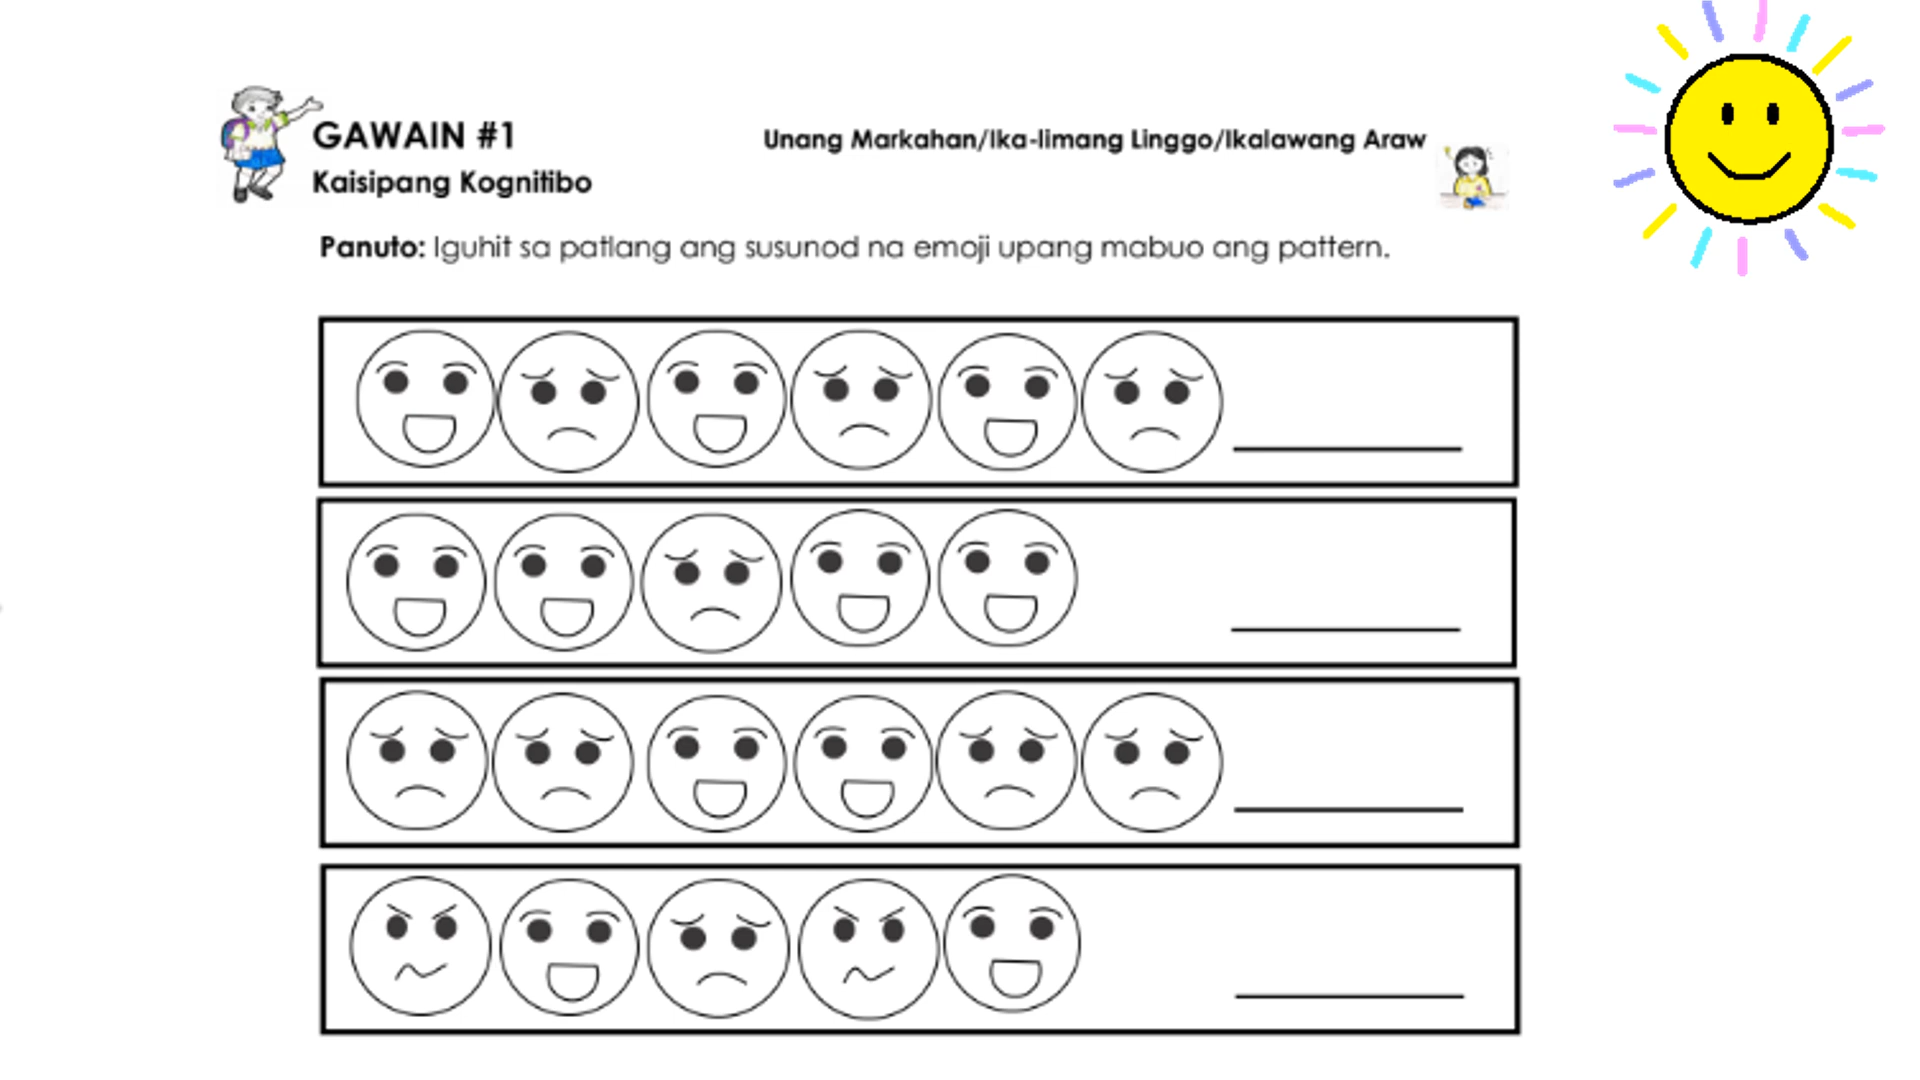 GAWAIN #1
Unang Markahan/Ika-limang Linggo/Ikalawang Araw
Kaisipang Kognitibo
Panuto: Iguhit sa patlang ang susunod na emoji upang mabuo ang pattern.